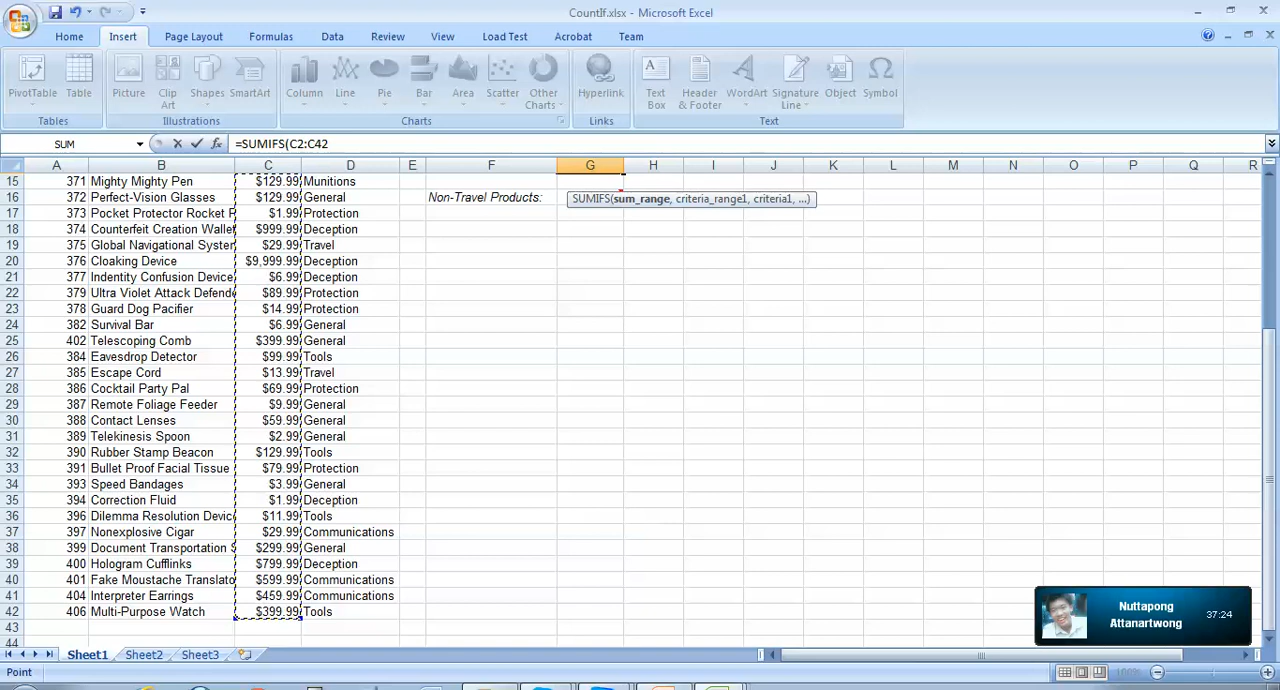 CountIf.xlsx - Microsoft Excel
Home Insert Page Layout Formulas Data Review View Load Test Acrobat Team
PivotTable Table Picture Clip Art Shapes SmartArt Column Line Pie Bar Area Scatter Other Charts Hyperlink Text Box Header & Footer WordArt Signature Line Object Symbol
Tables Illustrations Charts Links Text
SUM =SUMIFS(C2:C42
A B C D E F G H I J K L M N O P Q R
15 371 Mighty Mighty Pen $129.99 Munitions
16 372 Perfect-Vision Glasses $129.99 General Non-Travel Products: SUMIFS(sum_range, criteria_range1, criteria1, ...)
17 373 Pocket Protector Rocket P $1.99 Protection
18 374 Counterfeit Creation Wallet $999.99 Deception
19 375 Global Navigational System $29.99 Travel
20 376 Cloaking Device $9,999.99 Deception
21 377 Indentity Confusion Device $6.99 Deception
22 379 Ultra Violet Attack Defende $89.99 Protection
23 378 Guard Dog Pacifier $14.99 Protection
24 382 Survival Bar $6.99 General
25 402 Telescoping Comb $399.99 General
26 384 Eavesdrop Detector $99.99 Tools
27 385 Escape Cord $13.99 Travel
28 386 Cocktail Party Pal $69.99 Protection
29 387 Remote Foliage Feeder $9.99 General
30 388 Contact Lenses $59.99 General
31 389 Telekinesis Spoon $2.99 General
32 390 Rubber Stamp Beacon $129.99 Tools
33 391 Bullet Proof Facial Tissue $79.99 Protection
34 393 Speed Bandages $3.99 General
35 394 Correction Fluid $1.99 Deception
36 396 Dilemma Resolution Devic $11.99 Tools
37 397 Nonexplosive Cigar $29.99 Communications
38 399 Document Transportation S $299.99 General
39 400 Hologram Cufflinks $799.99 Deception
40 401 Fake Moustache Translato $599.99 Communications
41 404 Interpreter Earrings $459.99 Communications
42 406 Multi-Purpose Watch $399.99 Tools
43
44
Nuttapong
Attanartwong
37:24
Sheet1 Sheet2 Sheet3
Point 100%